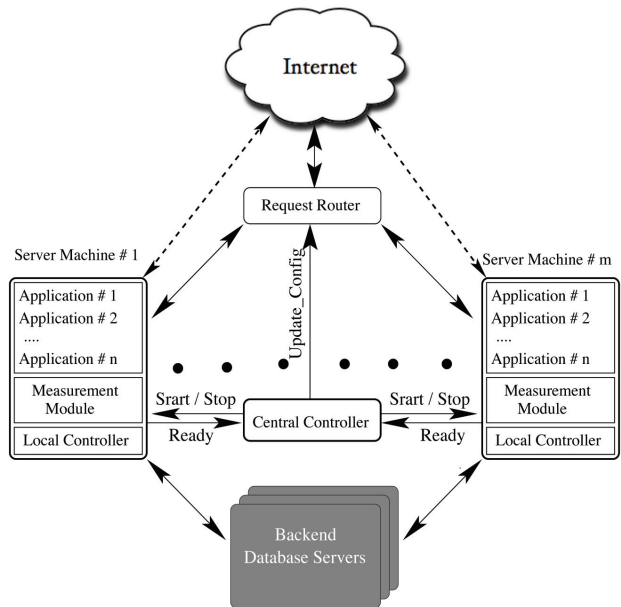 Internet
Request Router
Server Machine # 1
Server Machine # m
Application # 1
Application # 2
....
Application # n
Measurement
Module
Local Controller
Update_Config
Application # 1
Application # 2
....
Application # n
Measurement
Module
Local Controller
Srart / Stop
Ready
Central Controller
Srart / Stop
Ready
Backend
Database Servers